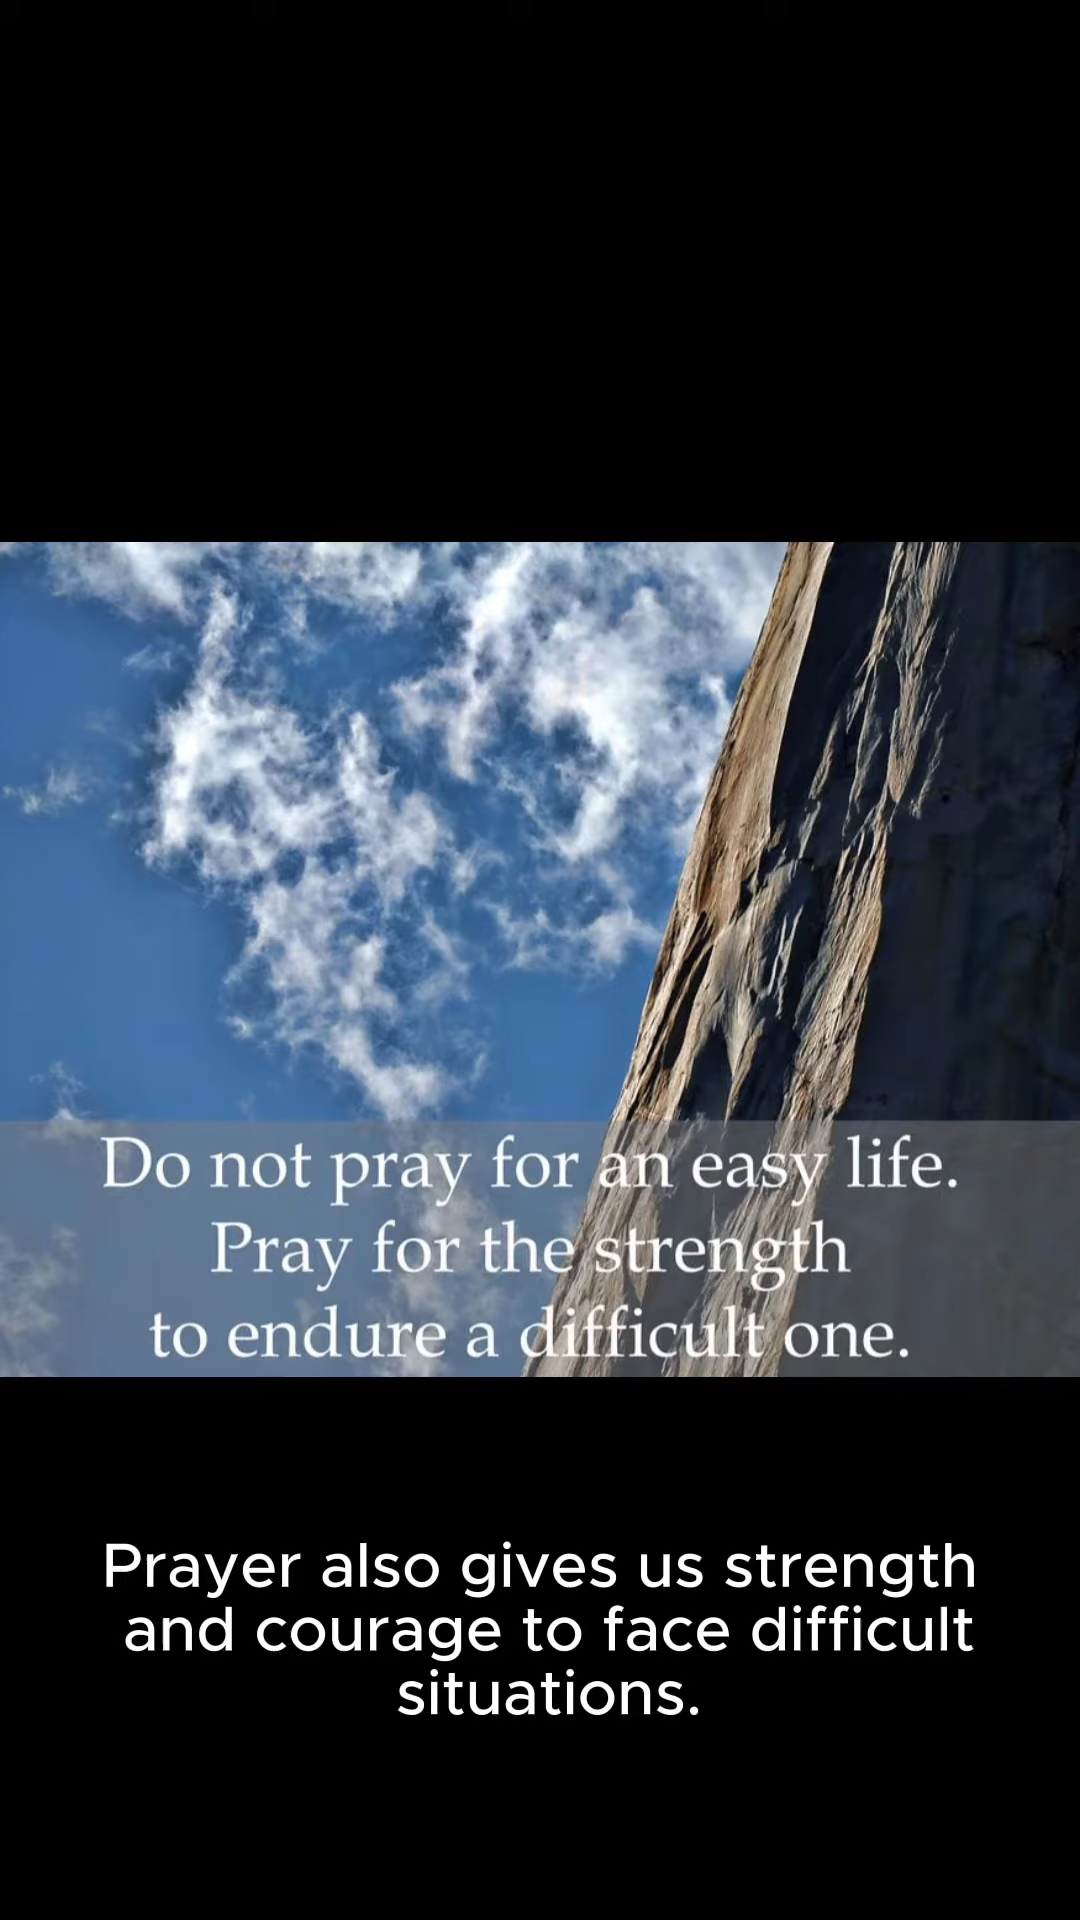 Do not pray for an easy life.
Pray for the strength
to endure a difficult one.
Prayer also gives us strength
and courage to face difficult
situations.